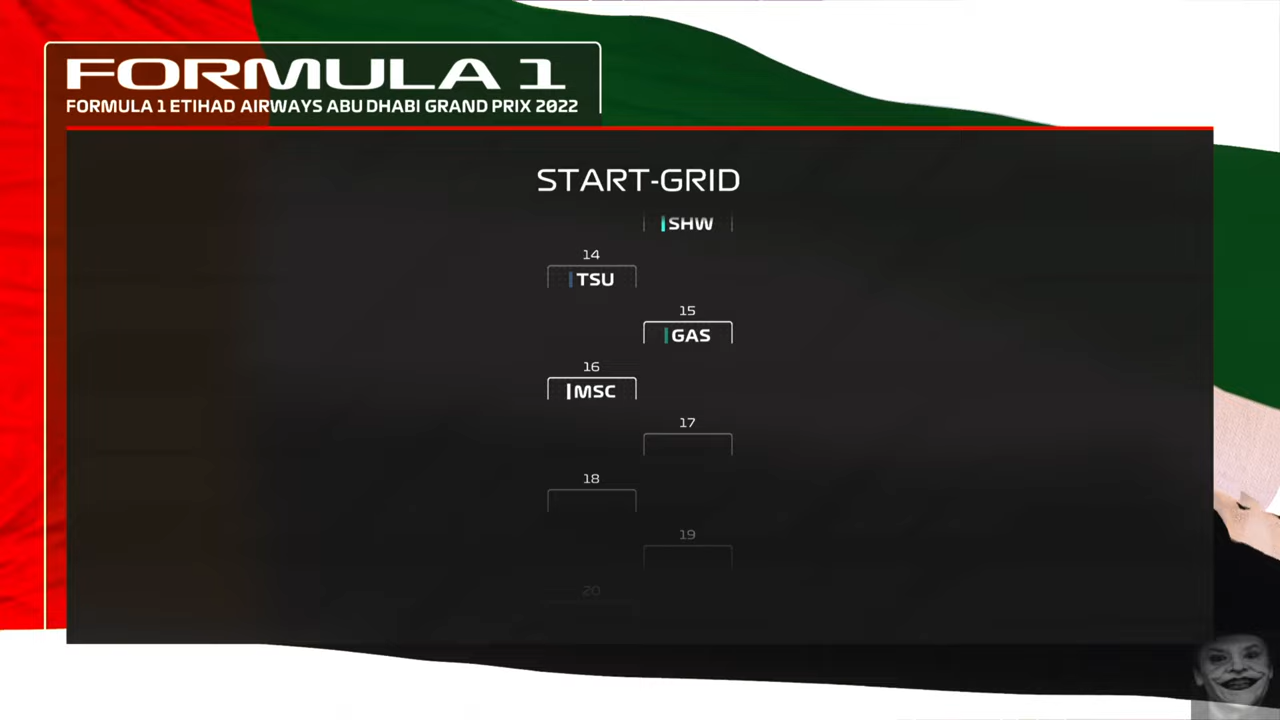 FORMULA 1
FORMULA 1 ETIHAD AIRWAYS ABU DHABI GRAND PRIX 2022
START-GRID
SHW
14
TSU
15
GAS
16
MSC
17
18
19
20